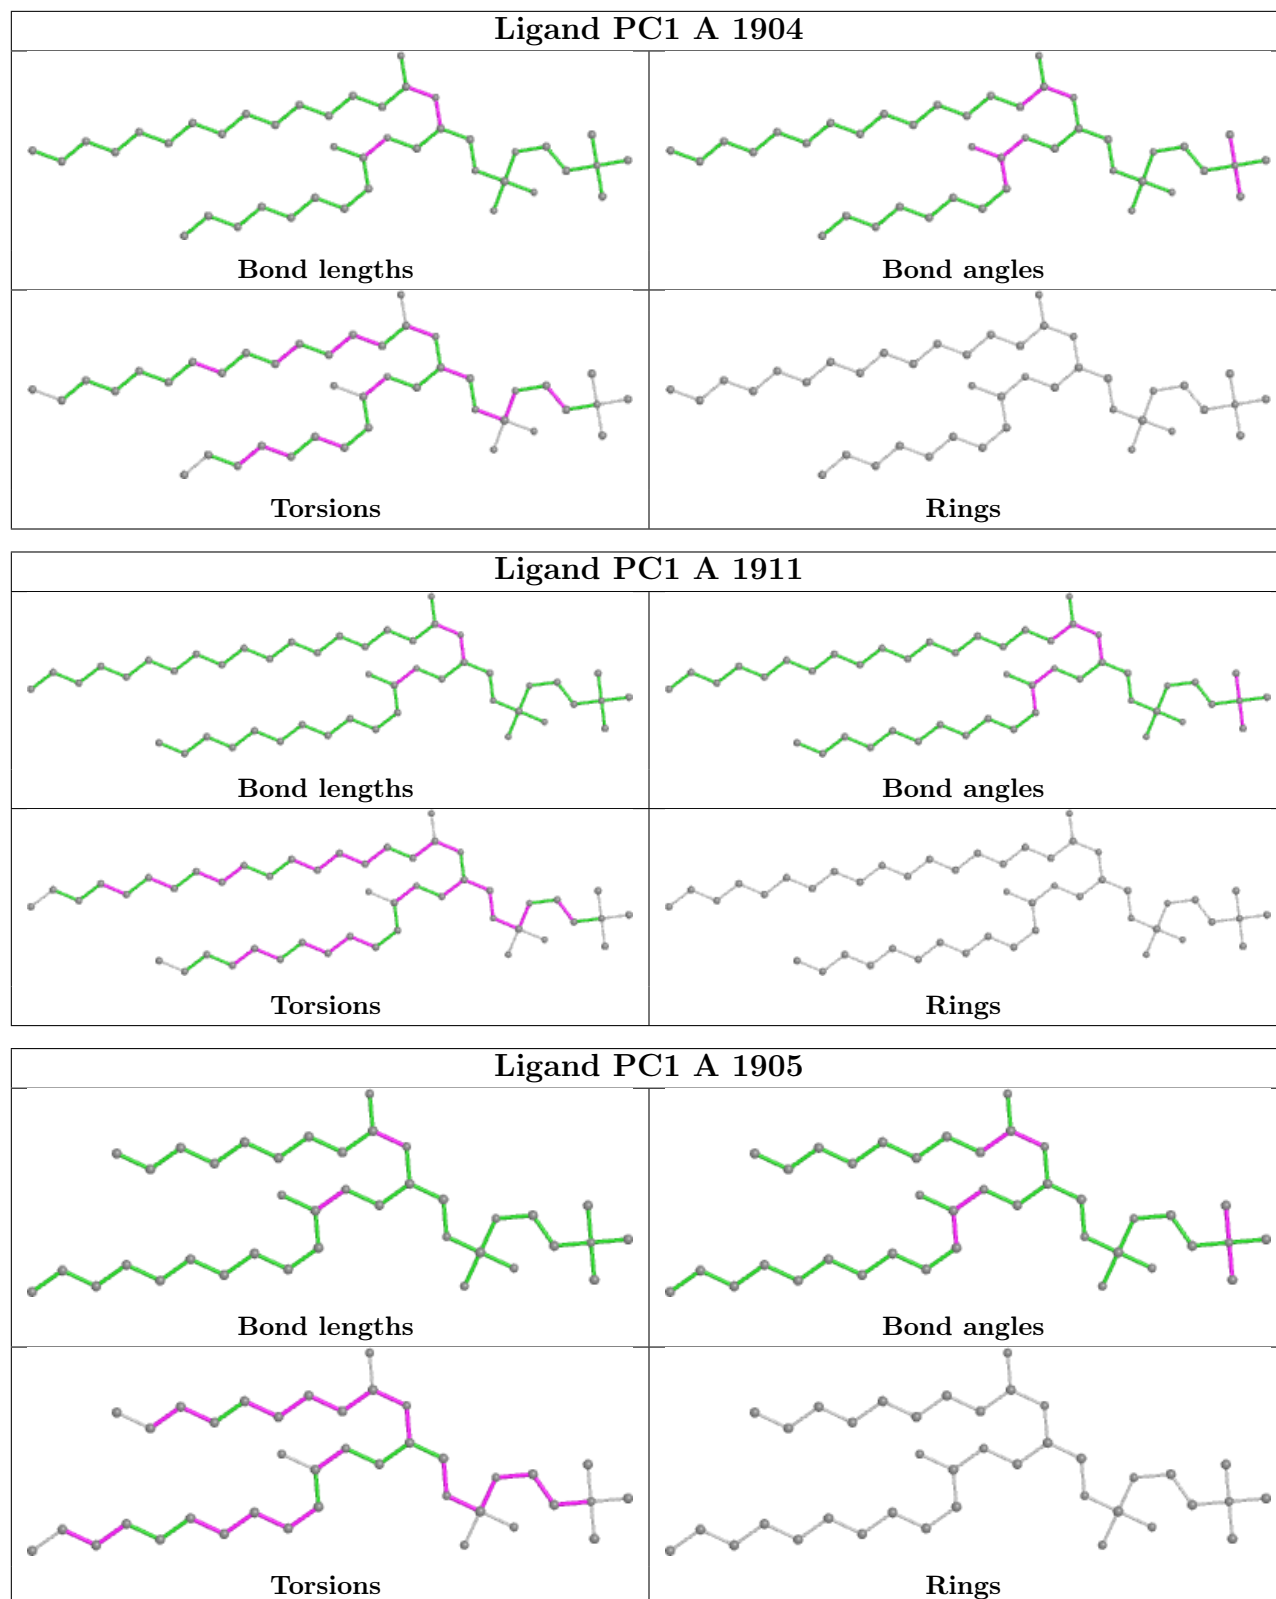 Ligand PC1 A 1904
Bond lengths
Bond angles
Torsions
Rings
Ligand PC1 A 1911
Bond lengths
Bond angles
Torsions
Rings
Ligand PC1 A 1905
Bond lengths
Bond angles
Torsions
Rings